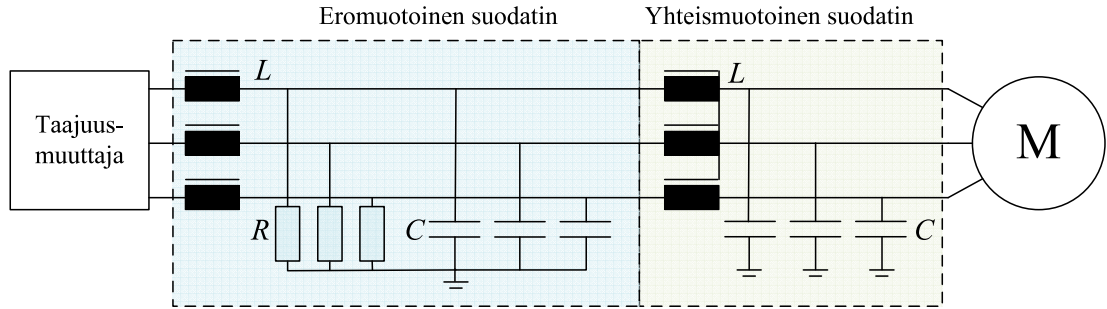 Eromuotoinen suodatin
Yhteismuotoinen suodatin
L
L
Taajuus-
muuttaja
M
R
C
C